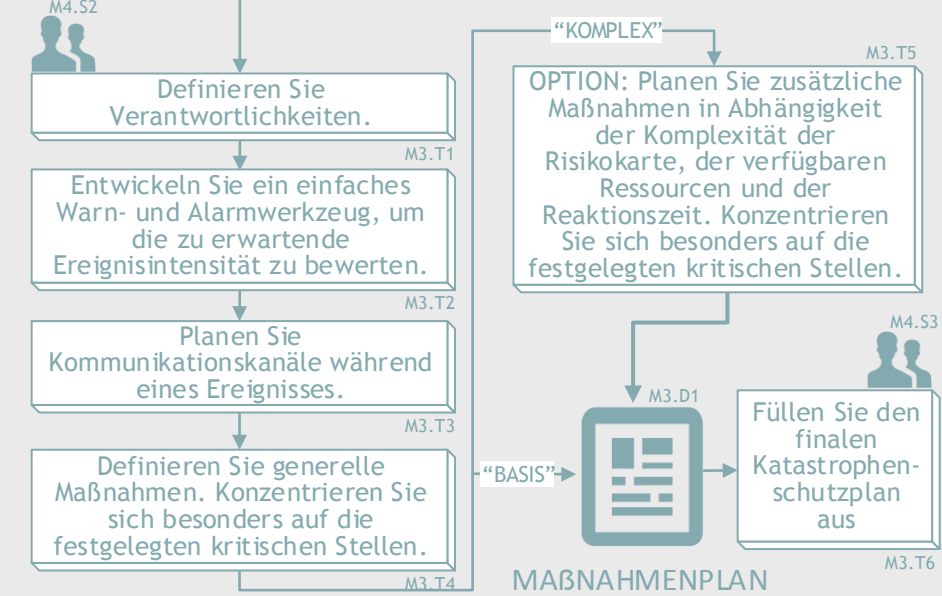 M4.S2
Definieren Sie
Verantwortlichkeiten.
M3.T1
Entwickeln Sie ein einfaches
Warn- und Alarmwerkzeug, um
die zu erwartende
Ereignisintensität zu bewerten.
M3.T2
Planen Sie
Kommunikationskanäle während
eines Ereignisses.
M3.T3
Definieren Sie generelle
Maßnahmen. Konzentrieren Sie
sich besonders auf die
festgelegten kritischen Stellen.
M3.T4
“KOMPLEX”
M3.T5
OPTION: Planen Sie zusätzliche
Maßnahmen in Abhängigkeit
der Komplexität der
Risikokarte, der verfügbaren
Ressourcen und der
Reaktionszeit. Konzentrieren
Sie sich besonders auf die
festgelegten kritischen Stellen.
“BASIS”
M3.D1
MAßNAHMENPLAN
M4.S3
Füllen Sie den
finalen
Katastrophen-
schutzplan
aus
M3.T6